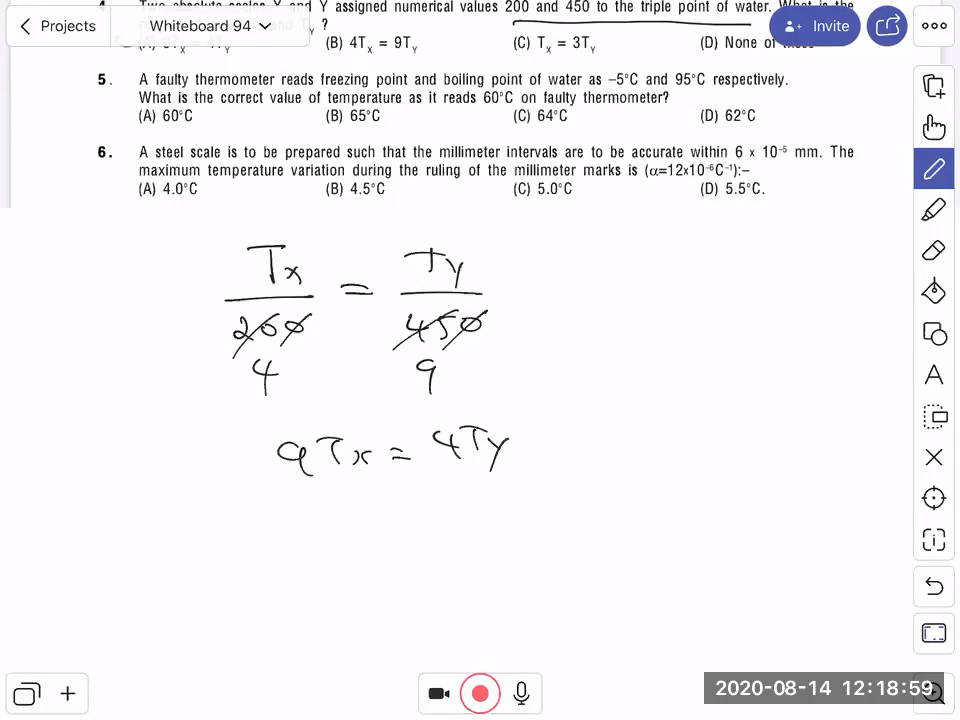 Projects
Whiteboard 94
Invite
4. Two absolute scales X and Y assigned numerical values 200 and 450 to the triple point of water. What is the
?
= 4TY (B) 4TX = 9TY (C) TX = 3TY (D) None of these
5. A faulty thermometer reads freezing point and boiling point of water as –5°C and 95°C respectively.
What is the correct value of temperature as it reads 60°C on faulty thermometer?
(A) 60°C (B) 65°C (C) 64°C (D) 62°C
6. A steel scale is to be prepared such that the millimeter intervals are to be accurate within 6 × 10⁻⁵ mm. The
maximum temperature variation during the ruling of the millimeter marks is (α=12×10⁻⁶C⁻¹):–
(A) 4.0°C (B) 4.5°C (C) 5.0°C (D) 5.5°C.
Tx = Ty
200 450
4 9
9Tx = 4Ty
2020-08-14 12:18:59